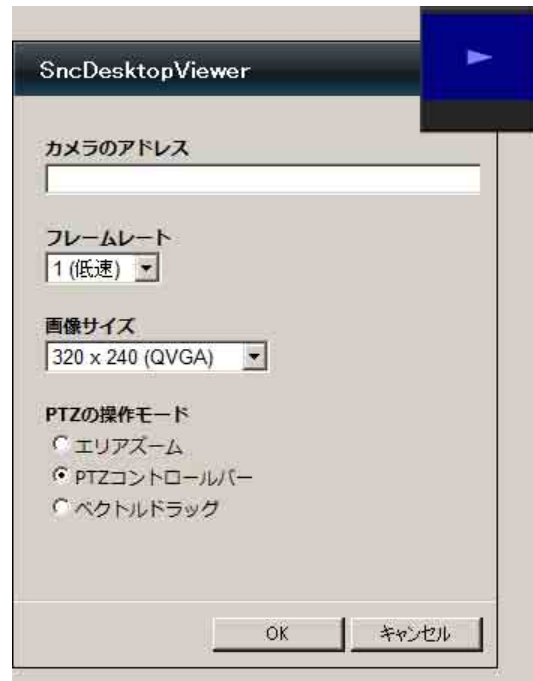 SncDesktopViewer
カメラのアドレス
フレームレート
1 (低速)
画像サイズ
320 x 240 (QVGA)
PTZの操作モード
エリアズーム
PTZコントロールバー
ベクトルドラッグ
OK
キャンセル